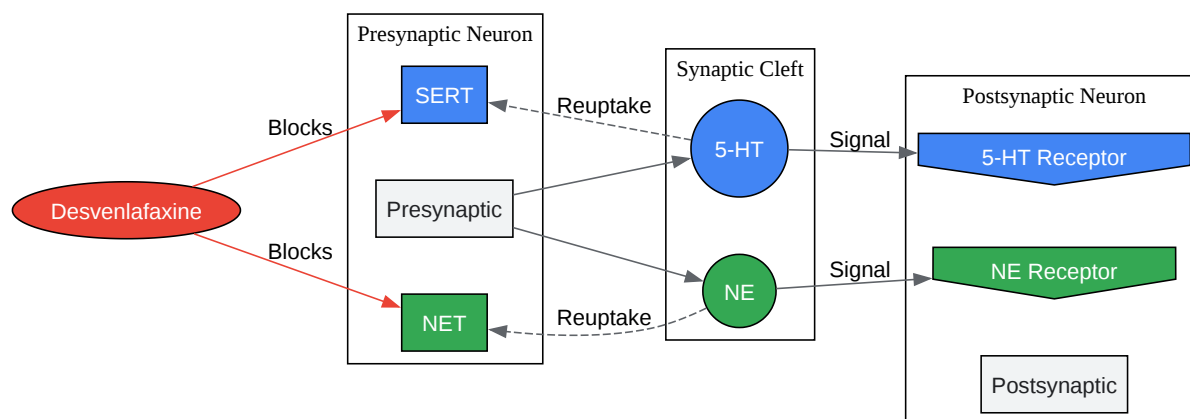 Presynaptic Neuron
SERT
Blocks
Reuptake
Desvenlafaxine
Presynaptic
Blocks
NET
Reuptake
Synaptic Cleft
5-HT
NE
Signal
Signal
Postsynaptic Neuron
5-HT Receptor
NE Receptor
Postsynaptic